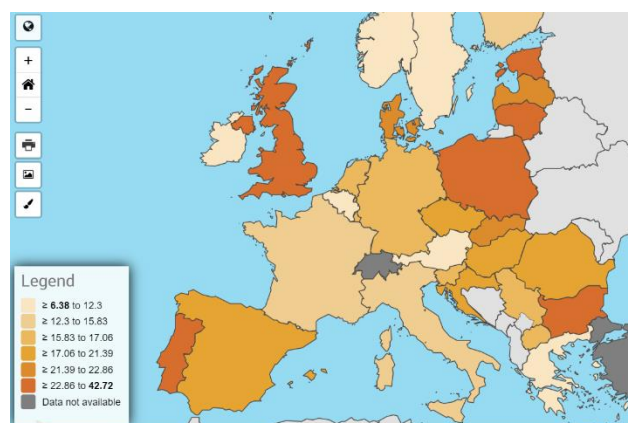 +
−
Legend
≥ 6.38 to 12.3
≥ 12.3 to 15.83
≥ 15.83 to 17.06
≥ 17.06 to 21.39
≥ 21.39 to 22.86
≥ 22.86 to 42.72
Data not available